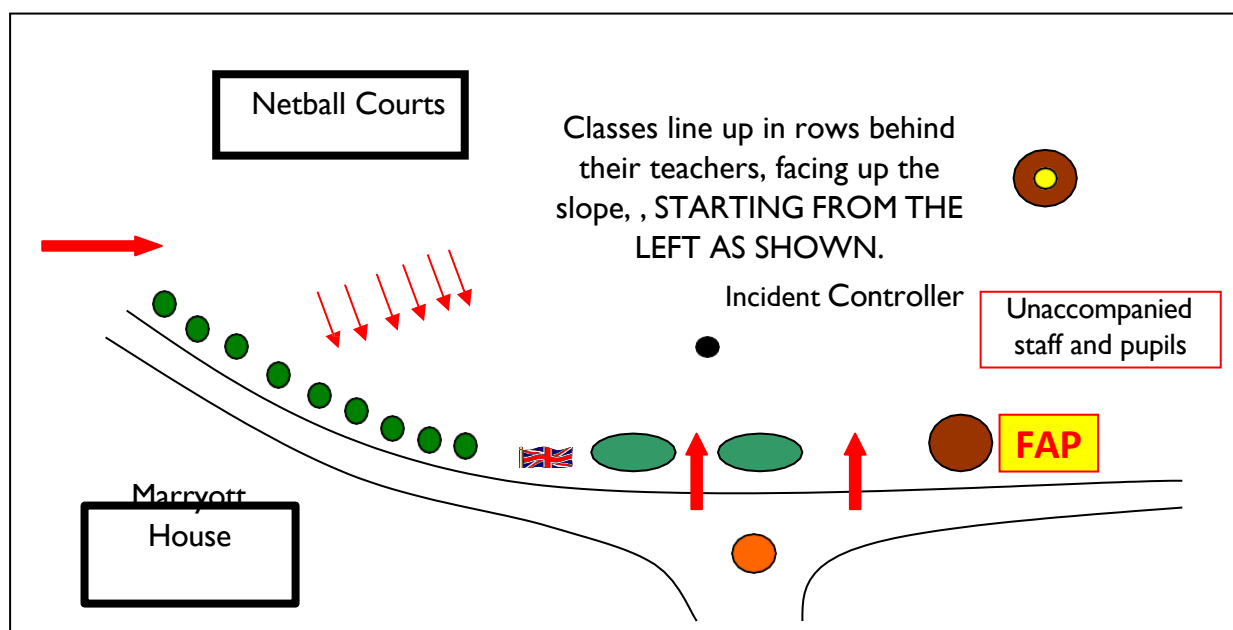 Netball Courts
Classes line up in rows behind
their teachers, facing up the
slope, , STARTING FROM THE
LEFT AS SHOWN.
Incident Controller
Unaccompanied
staff and pupils
FAP
Marryott
House